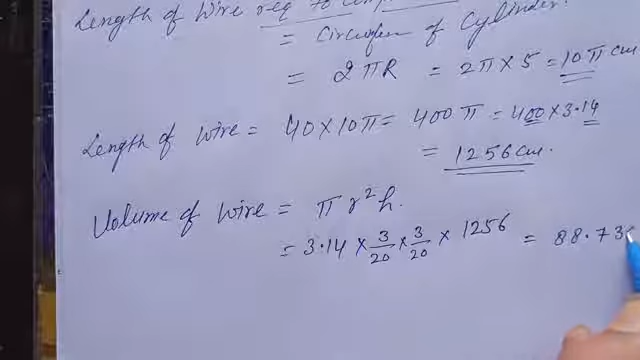 Length of wire req to
= Circumfer of Cylinder.
= 2πR = 2π×5 = 10π cm
Length of wire = 40×10π = 400π = 400×3.14
= 1256 cm.
Volume of wire = πr²h.
= 3.14 × 3/20 × 3/20 × 1256 = 88.73